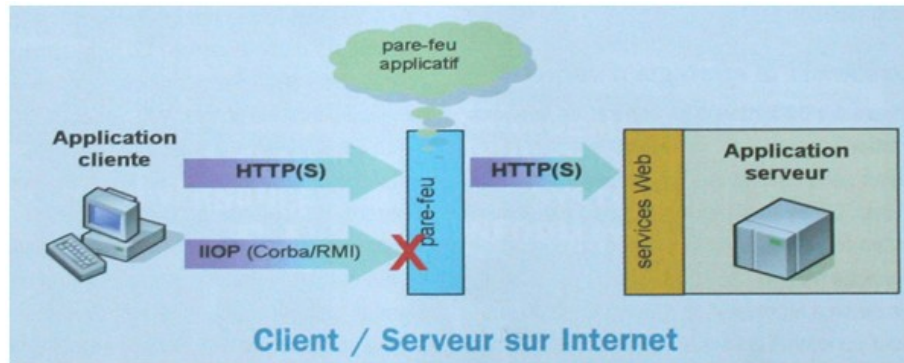 pare-feu
applicatif
Application
cliente
HTTP(S)
HTTP(S)
IIOP (Corba/RMI)
pare-feu
services Web
Application
serveur
Client / Serveur sur Internet